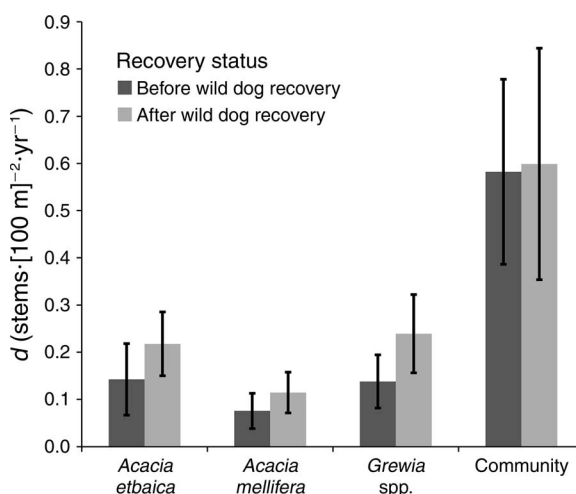 Recovery status
Before wild dog recovery
After wild dog recovery
d (stems·[100 m]⁻²·yr⁻¹)
0.9
0.8
0.7
0.6
0.5
0.4
0.3
0.2
0.1
0.0
Acacia
etbaica
Acacia
mellifera
Grewia
spp.
Community